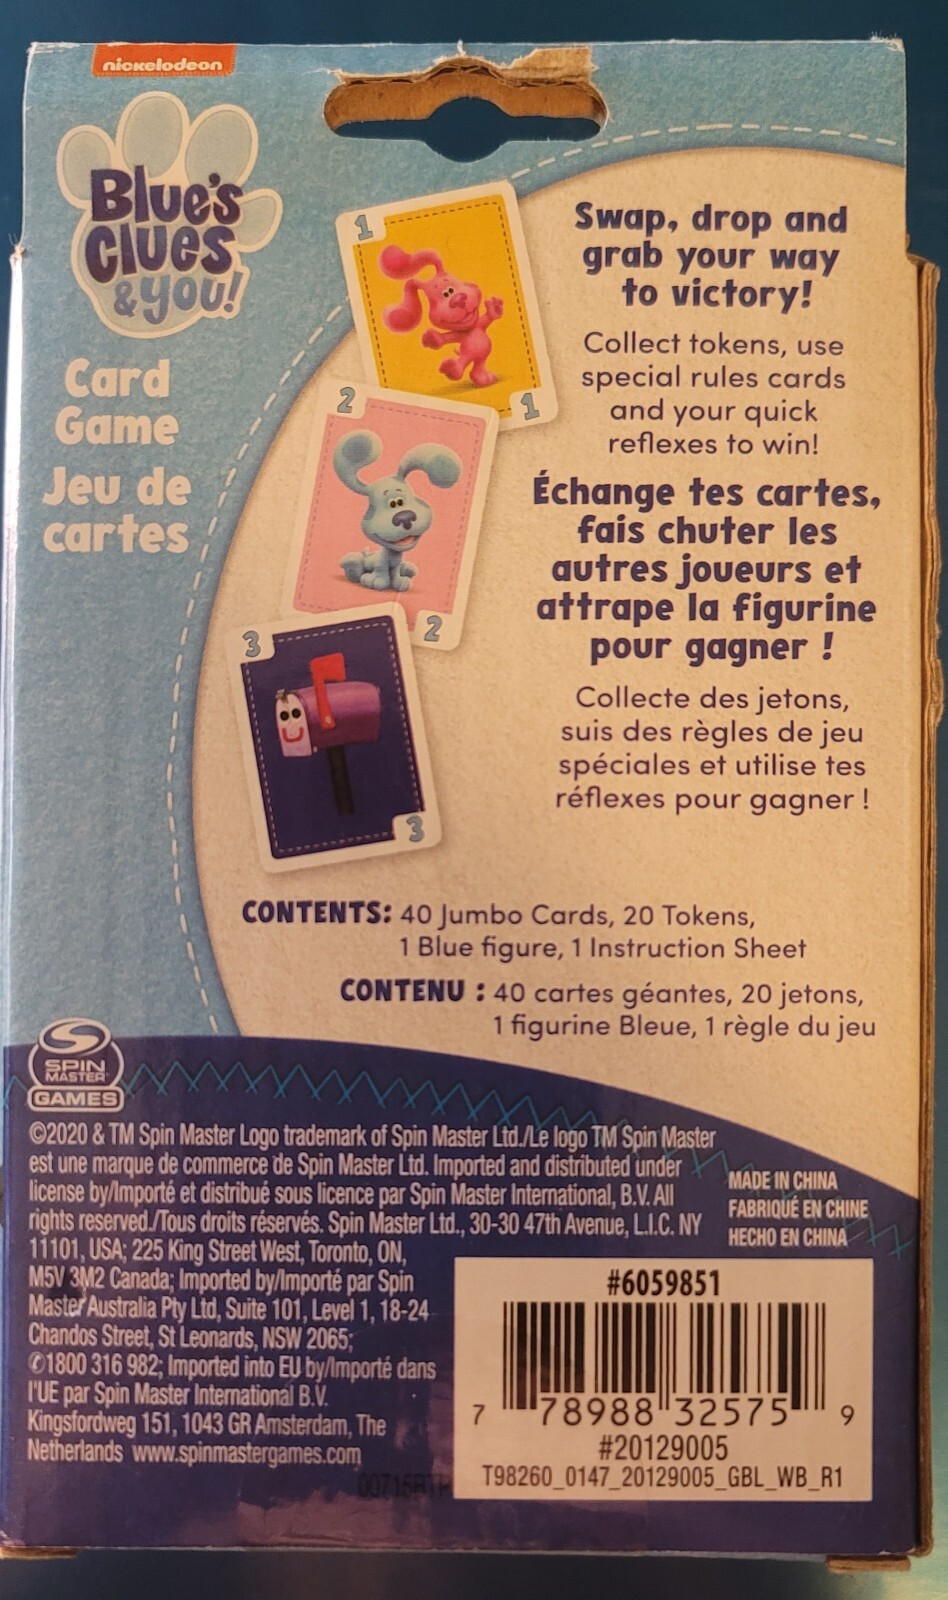 nickelodeon
Blue's
Clues
& You!
Card
Game
Jeu de
cartes
1
1
2
2
3
3
Swap, drop and
grab your way
to victory!
Collect tokens, use
special rules cards
and your quick
reflexes to win!
Échange tes cartes,
fais chuter les
autres joueurs et
attrape la figurine
pour gagner !
Collecte des jetons,
suis des règles de jeu
spéciales et utilise tes
réflexes pour gagner !
CONTENTS: 40 Jumbo Cards, 20 Tokens,
1 Blue figure, 1 Instruction Sheet
CONTENU : 40 cartes géantes, 20 jetons,
1 figurine Bleue, 1 règle du jeu
SPIN
MASTER
GAMES
©2020 & TM Spin Master Logo trademark of Spin Master Ltd./Le logo TM Spin Master
est une marque de commerce de Spin Master Ltd. Imported and distributed under
license by/Importé et distribué sous licence par Spin Master International, B.V. All
rights reserved./Tous droits réservés. Spin Master Ltd., 30-30 47th Avenue, L.I.C. NY
11101, USA; 225 King Street West, Toronto, ON,
M5V 3M2 Canada; Imported by/Importé par Spin
Master Australia Pty Ltd, Suite 101, Level 1, 18-24
Chandos Street, St Leonards, NSW 2065;
✆1800 316 982; Imported into EU by/Importé dans
l'UE par Spin Master International B.V.
Kingsfordweg 151, 1043 GR Amsterdam, The
Netherlands www.spinmastergames.com
MADE IN CHINA
FABRIQUÉ EN CHINE
HECHO EN CHINA
#6059851
7 78988 32575 9
#20129005
T98260_0147_20129005_GBL_WB_R1